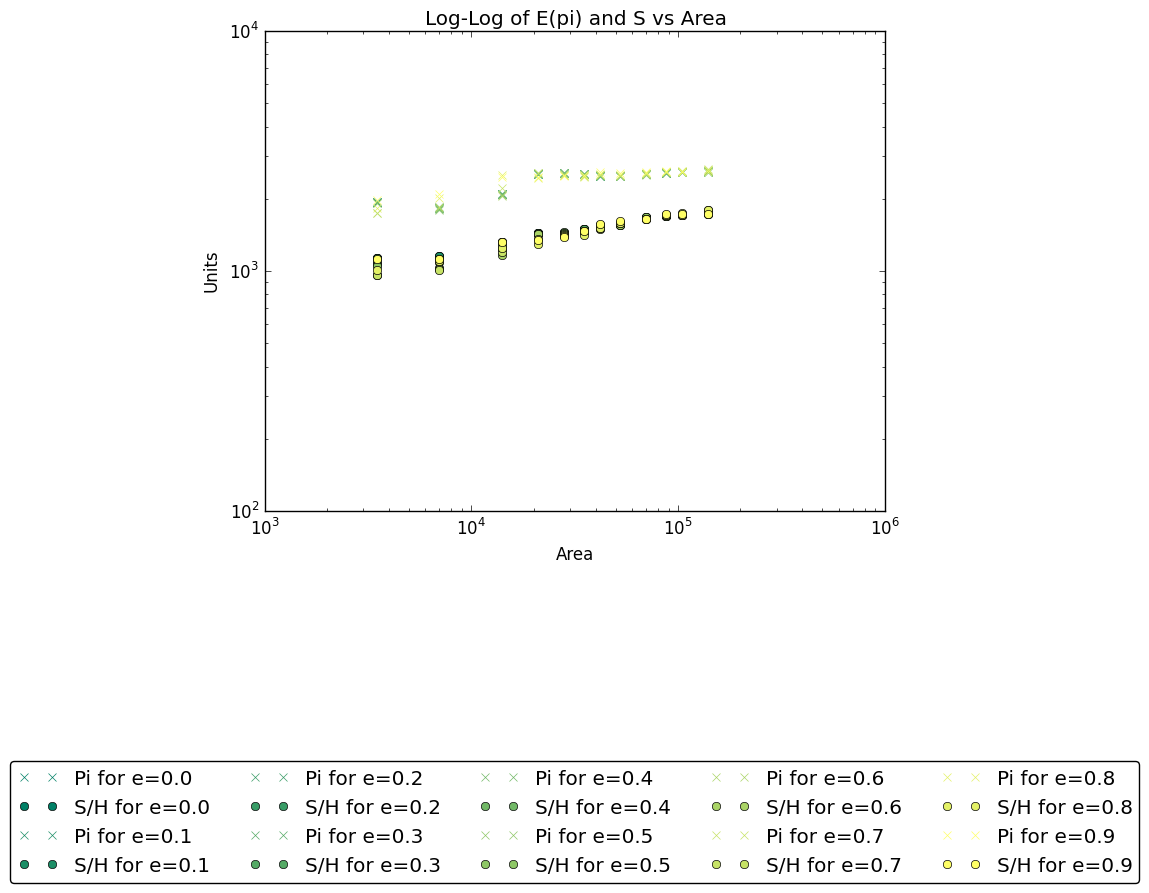 Log-Log of E(pi) and S vs Area
10^4
10^3
10^2
Units
10^3 10^4 10^5 10^6
Area
Pi for e=0.0 Pi for e=0.2 Pi for e=0.4 Pi for e=0.6 Pi for e=0.8
S/H for e=0.0 S/H for e=0.2 S/H for e=0.4 S/H for e=0.6 S/H for e=0.8
Pi for e=0.1 Pi for e=0.3 Pi for e=0.5 Pi for e=0.7 Pi for e=0.9
S/H for e=0.1 S/H for e=0.3 S/H for e=0.5 S/H for e=0.7 S/H for e=0.9